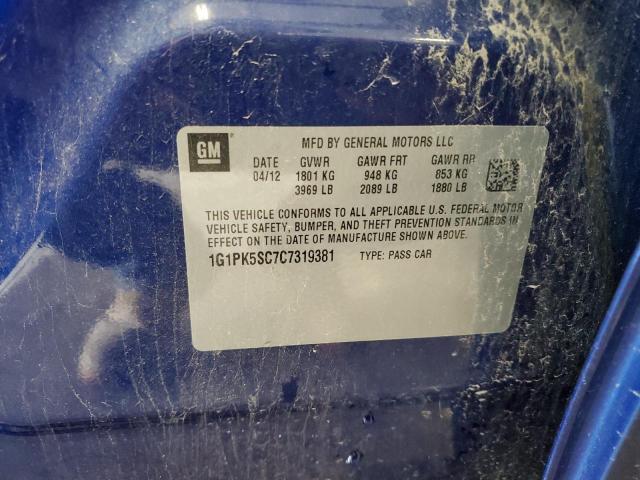 GM
MFD BY GENERAL MOTORS LLC
DATE GVWR GAWR FRT GAWR RR
04/12 1801 KG 948 KG 853 KG
3969 LB 2089 LB 1880 LB
THIS VEHICLE CONFORMS TO ALL APPLICABLE U.S. FEDERAL MOTOR
VEHICLE SAFETY, BUMPER, AND THEFT PREVENTION STANDARDS IN
EFFECT ON THE DATE OF MANUFACTURE SHOWN ABOVE.
1G1PK5SC7C7319381 TYPE: PASS CAR